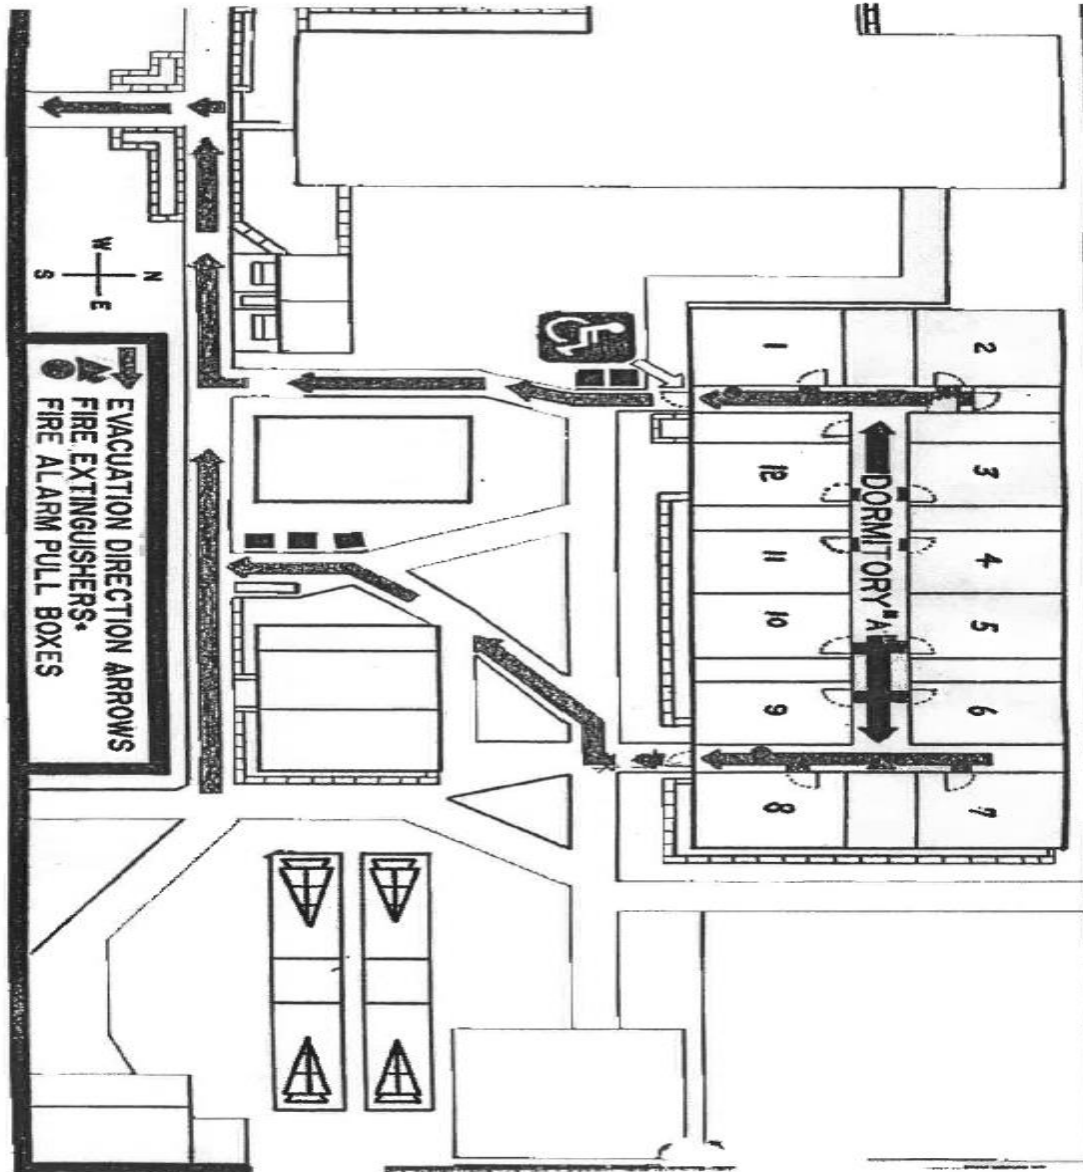 W
N
S
E
EVACUATION DIRECTION ARROWS
FIRE EXTINGUISHERS*
FIRE ALARM PULL BOXES
DORMITORY "A"
1
2
3
4
5
6
7
8
9
10
11
12